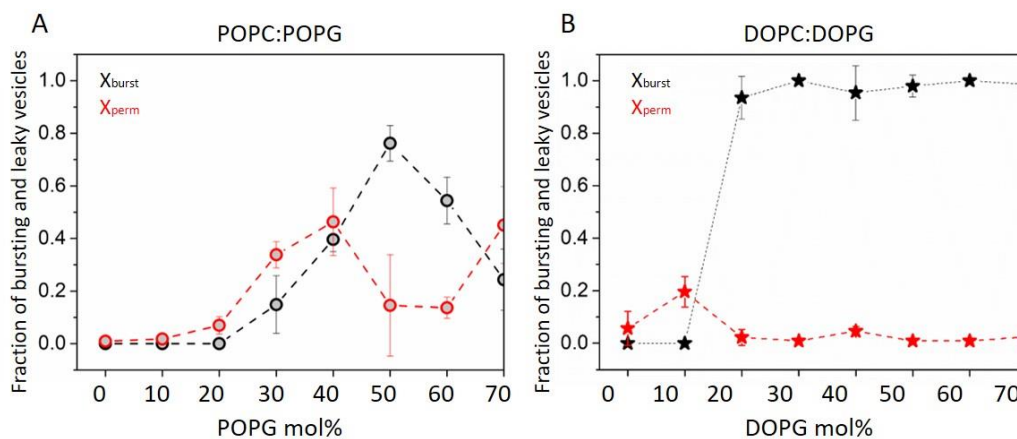 A
POPC:POPG
Fraction of bursting and leaky vesicles
1.0
0.8
0.6
0.4
0.2
0.0
Xburst
Xperm
0 10 20 30 40 50 60 70
POPG mol%
B
DOPC:DOPG
Fraction of bursting and leaky vesicles
1.0
0.8
0.6
0.4
0.2
0.0
Xburst
Xperm
0 10 20 30 40 50 60 70
DOPG mol%